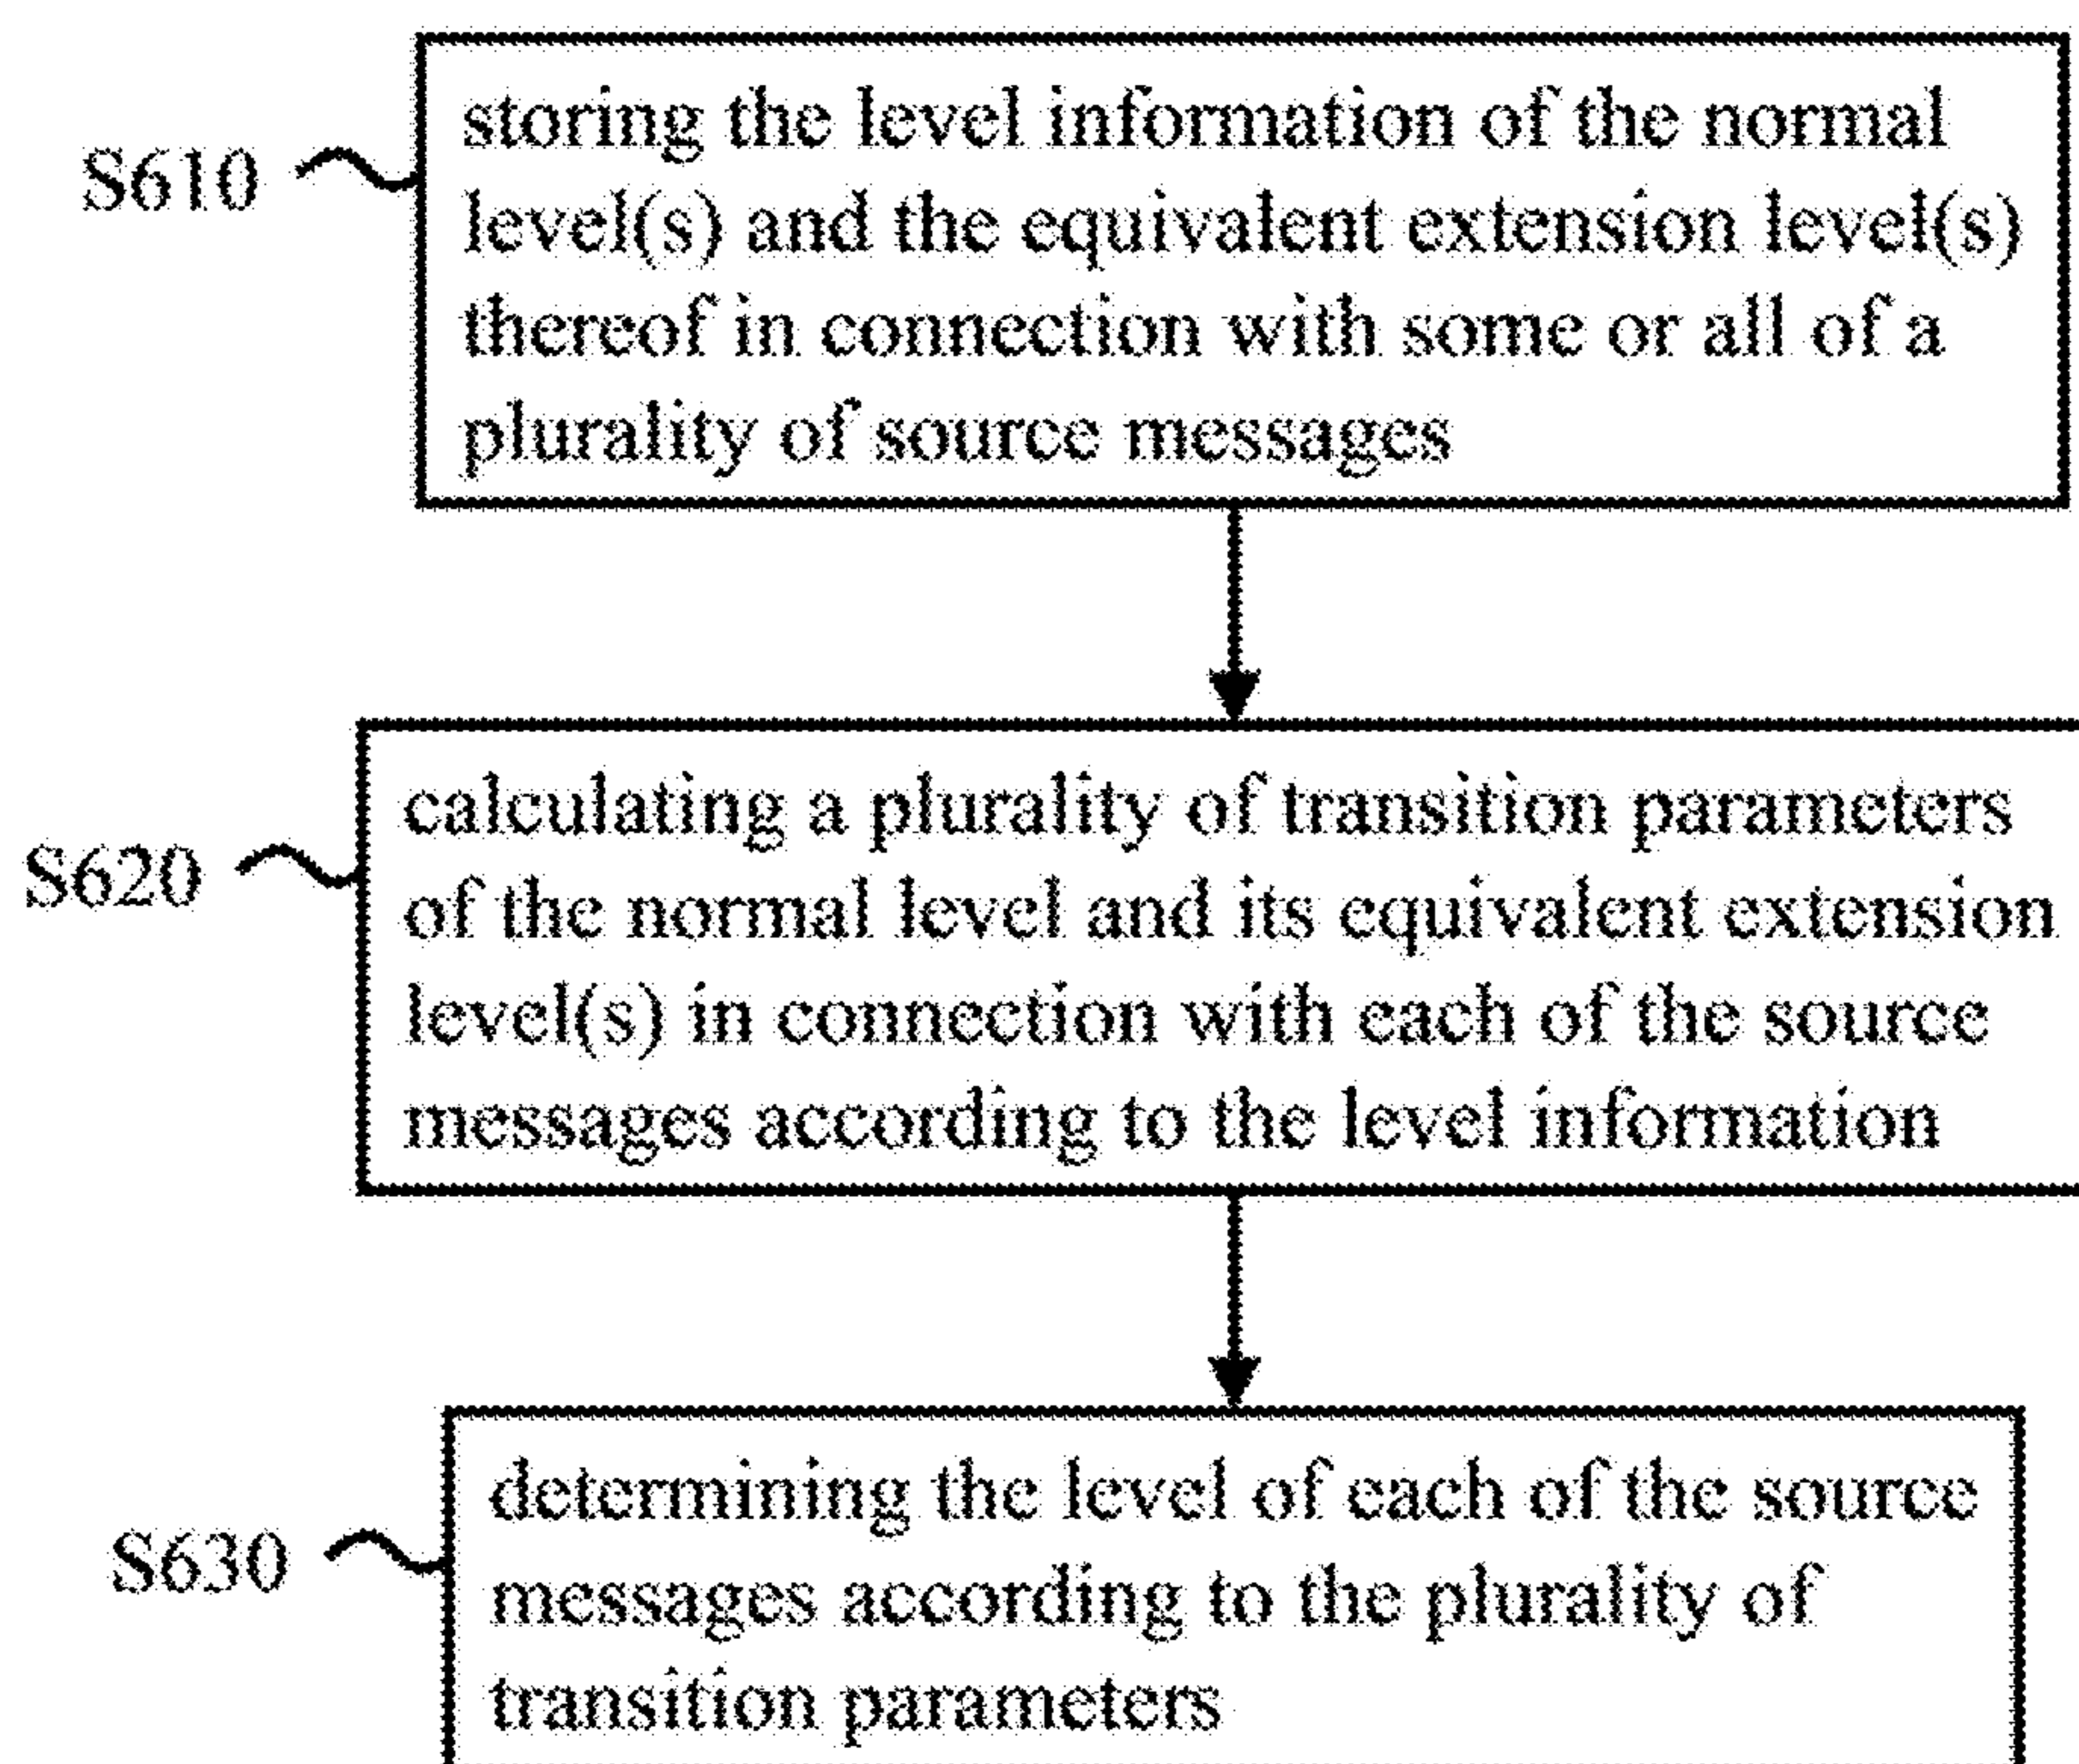 S610
storing the level information of the normal
level(s) and the equivalent extension level(s)
thereof in connection with some or all of a
plurality of source messages
S620
calculating a plurality of transition parameters
of the normal level and its equivalent extension
level(s) in connection with each of the source
messages according to the level information
S630
determining the level of each of the source
messages according to the plurality of
transition parameters